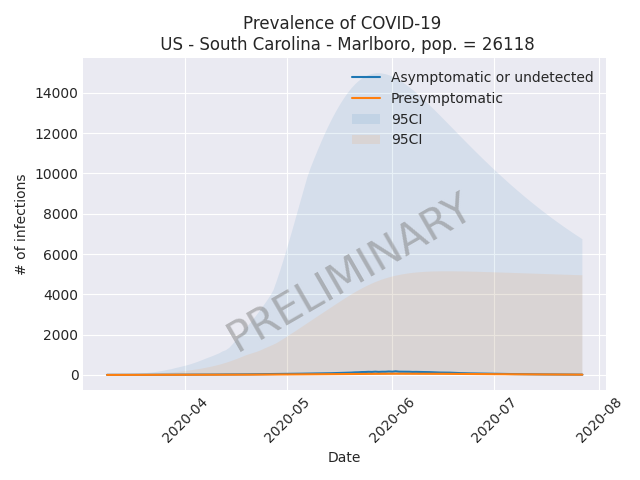 Prevalence of COVID-19
US - South Carolina - Marlboro, pop. = 26118
Asymptomatic or undetected
Presymptomatic
95CI
95CI
14000
12000
10000
8000
6000
4000
2000
0
# of infections
PRELIMINARY
2020-04
2020-05
2020-06
2020-07
2020-08
Date